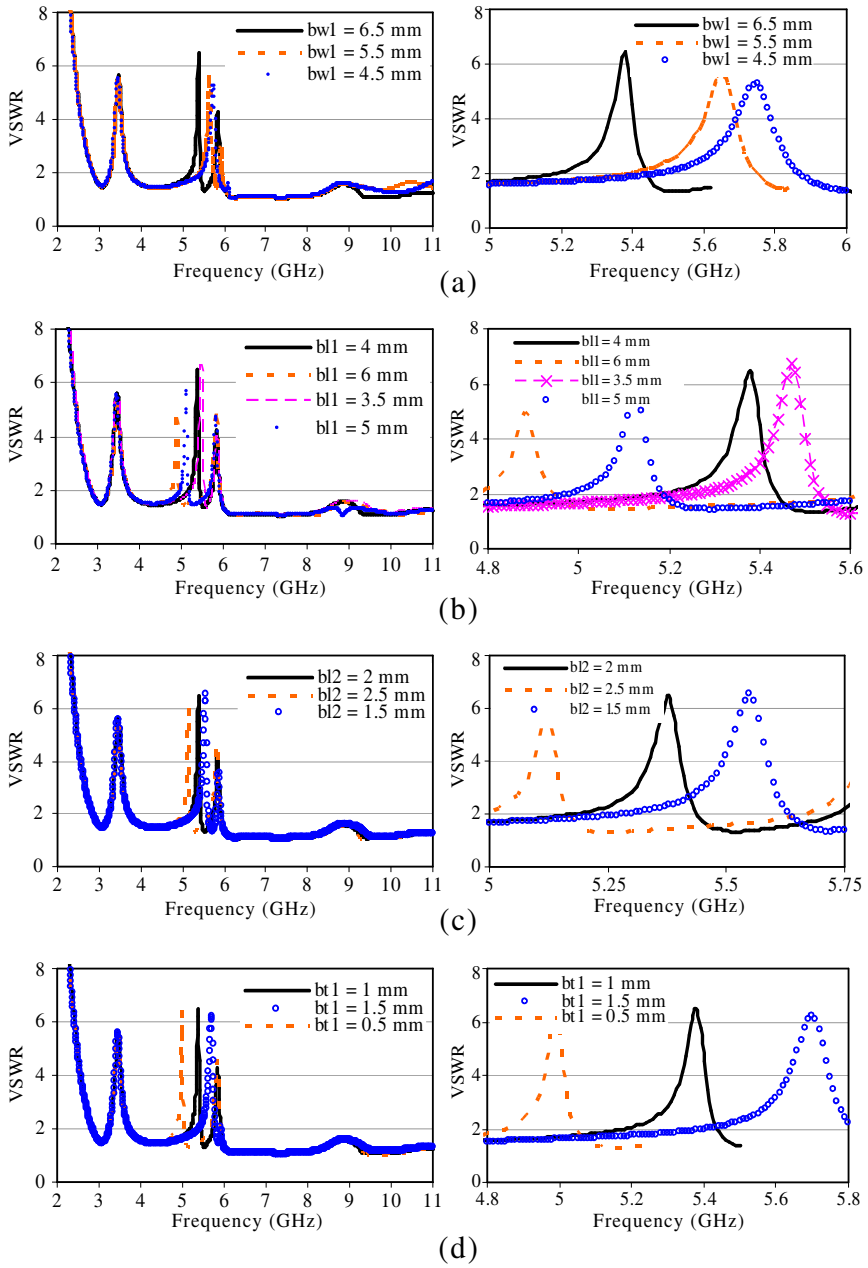 8
6
4
2
0
VSWR
bw1 = 6.5 mm
bw1 = 5.5 mm
bw1 = 4.5 mm
2 3 4 5 6 7 8 9 10 11
Frequency (GHz)
8
6
4
2
0
VSWR
bw1 = 6.5 mm
bw1 = 5.5 mm
bw1 = 4.5 mm
5 5.2 5.4 5.6 5.8 6
Frequency (GHz)
(a)
8
6
4
2
0
VSWR
bl1 = 4 mm
bl1 = 6 mm
bl1 = 3.5 mm
bl1 = 5 mm
2 3 4 5 6 7 8 9 10 11
Frequency (GHz)
8
6
4
2
0
VSWR
bl1 = 4 mm
bl1 = 6 mm
bl1 = 3.5 mm
bl1 = 5 mm
4.8 5 5.2 5.4 5.6
Frequency (GHz)
(b)
8
6
4
2
0
VSWR
bl2 = 2 mm
bl2 = 2.5 mm
bl2 = 1.5 mm
2 3 4 5 6 7 8 9 10 11
Frequency (GHz)
8
6
4
2
0
VSWR
bl2 = 2 mm
bl2 = 2.5 mm
bl2 = 1.5 mm
5 5.25 5.5 5.75
Frequency (GHz)
(c)
8
6
4
2
0
VSWR
bt1 = 1 mm
bt1 = 1.5 mm
bt1 = 0.5 mm
2 3 4 5 6 7 8 9 10 11
Frequency (GHz)
8
6
4
2
0
VSWR
bt1 = 1 mm
bt1 = 1.5 mm
bt1 = 0.5 mm
4.8 5 5.2 5.4 5.6 5.8
Frequency (GHz)
(d)